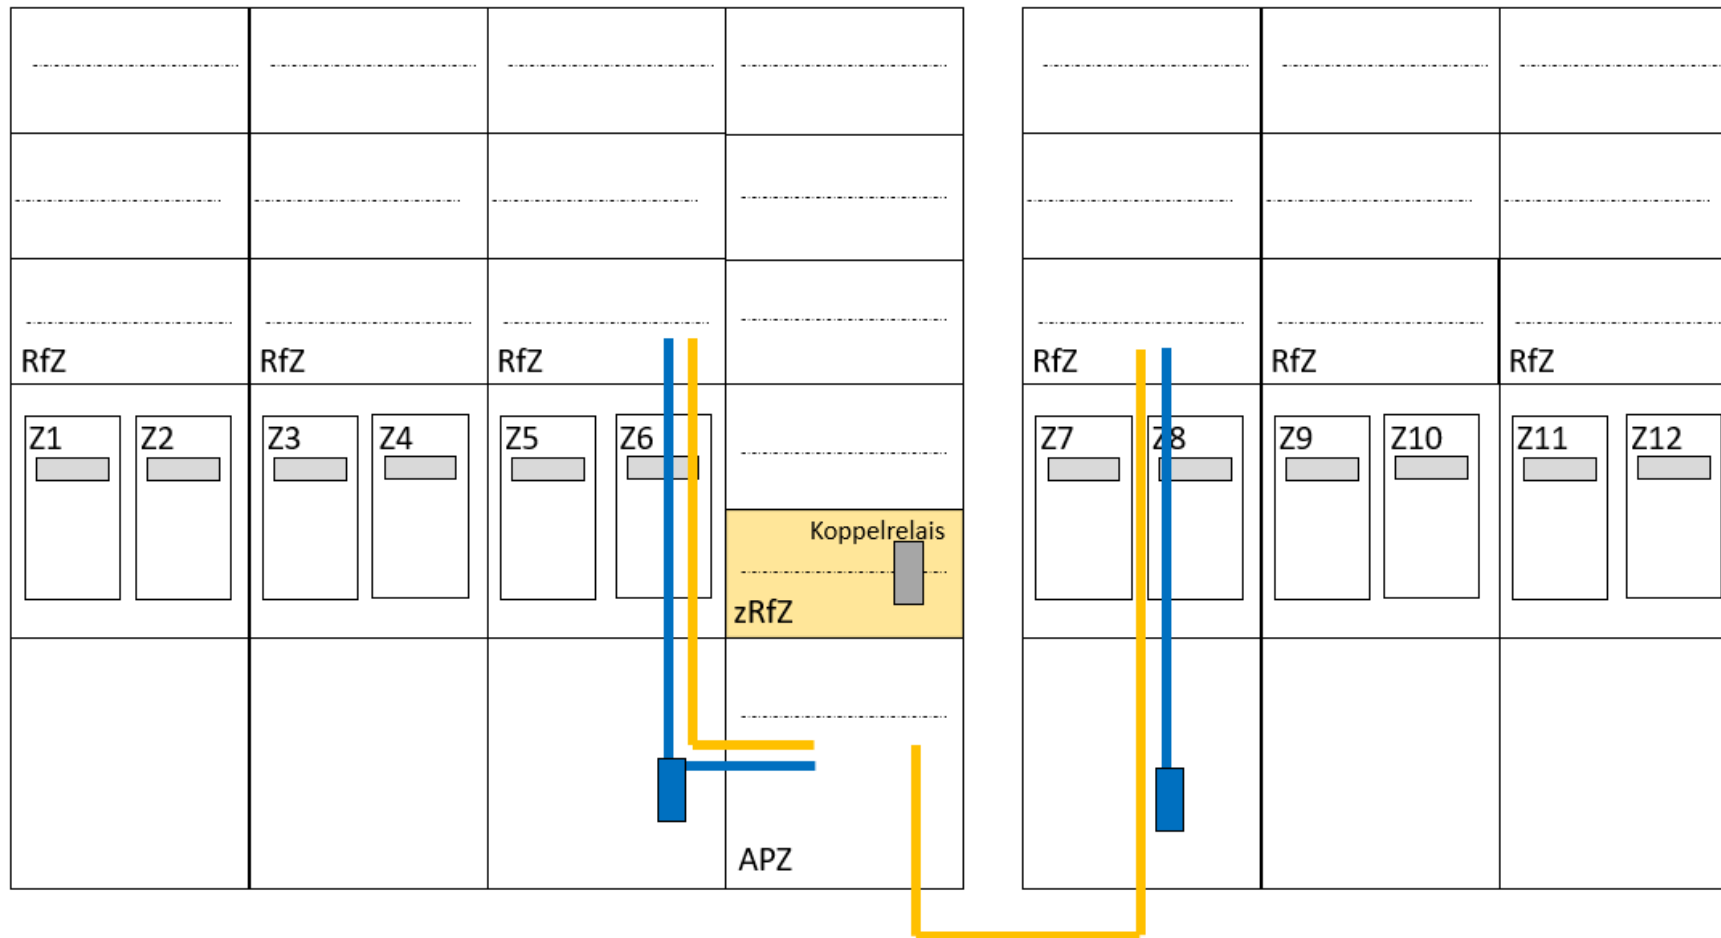 RfZ RfZ RfZ RfZ RfZ RfZ
Z1 Z2 Z3 Z4 Z5 Z6 Z7 Z8 Z9 Z10 Z11 Z12
Koppelrelais
zRfZ
APZ